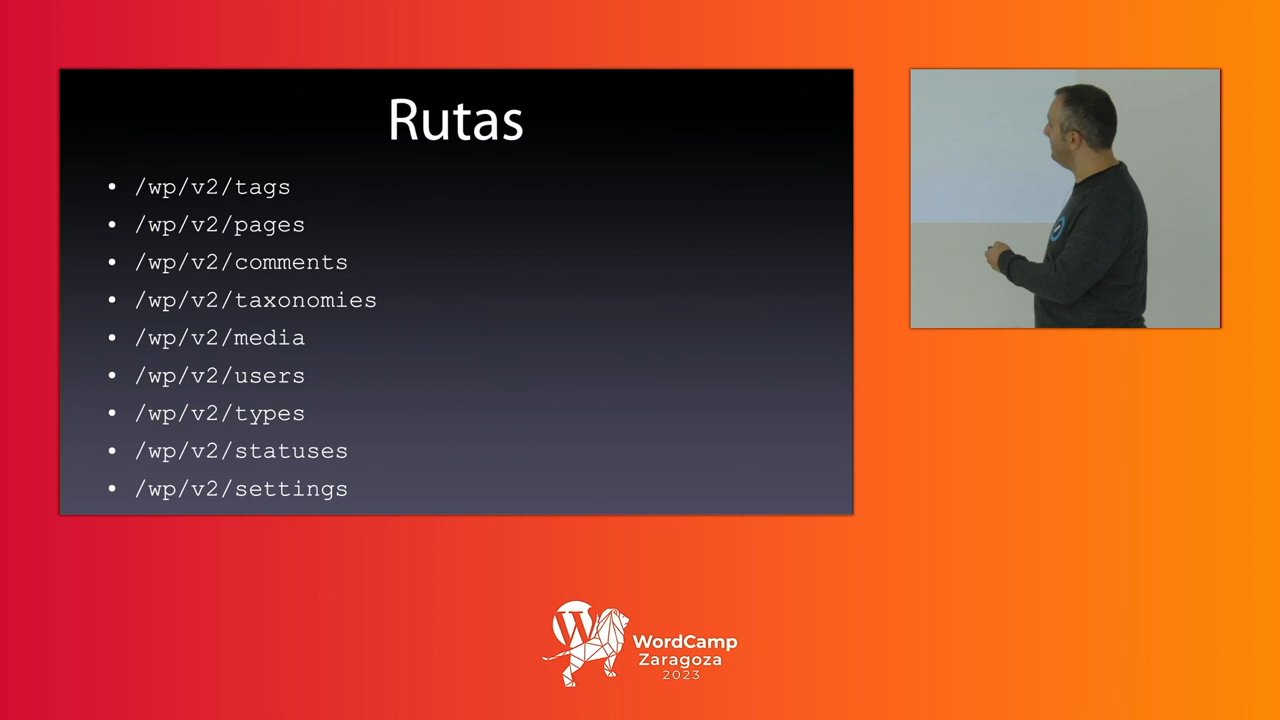 Rutas
• /wp/v2/tags
• /wp/v2/pages
• /wp/v2/comments
• /wp/v2/taxonomies
• /wp/v2/media
• /wp/v2/users
• /wp/v2/types
• /wp/v2/statuses
• /wp/v2/settings
WordCamp
Zaragoza
2023